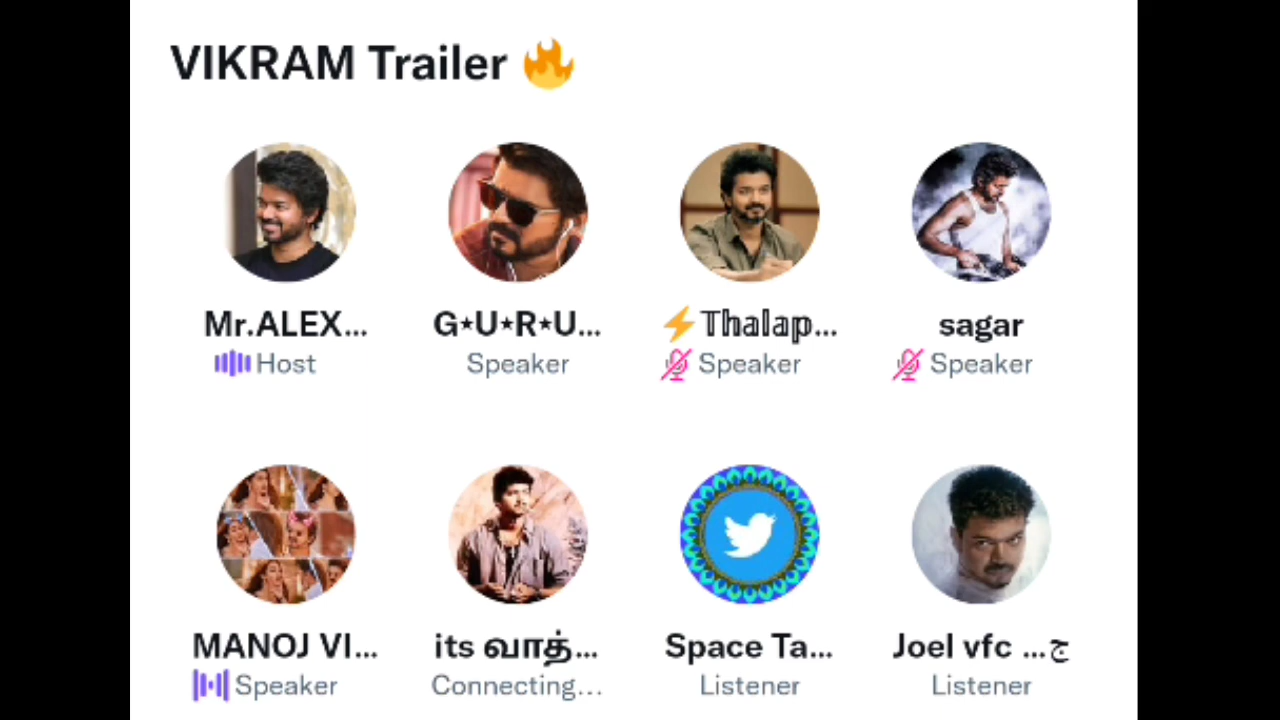 VIKRAM Trailer 🔥
Mr.ALEX... G⋆U⋆R⋆U... ⚡𝕋𝕙𝕒𝕝𝕒𝕡... sagar
Host Speaker Speaker Speaker
MANOJ VI... its வாத்... Space Ta... Joel vfc ...ج
Speaker Connecting... Listener Listener